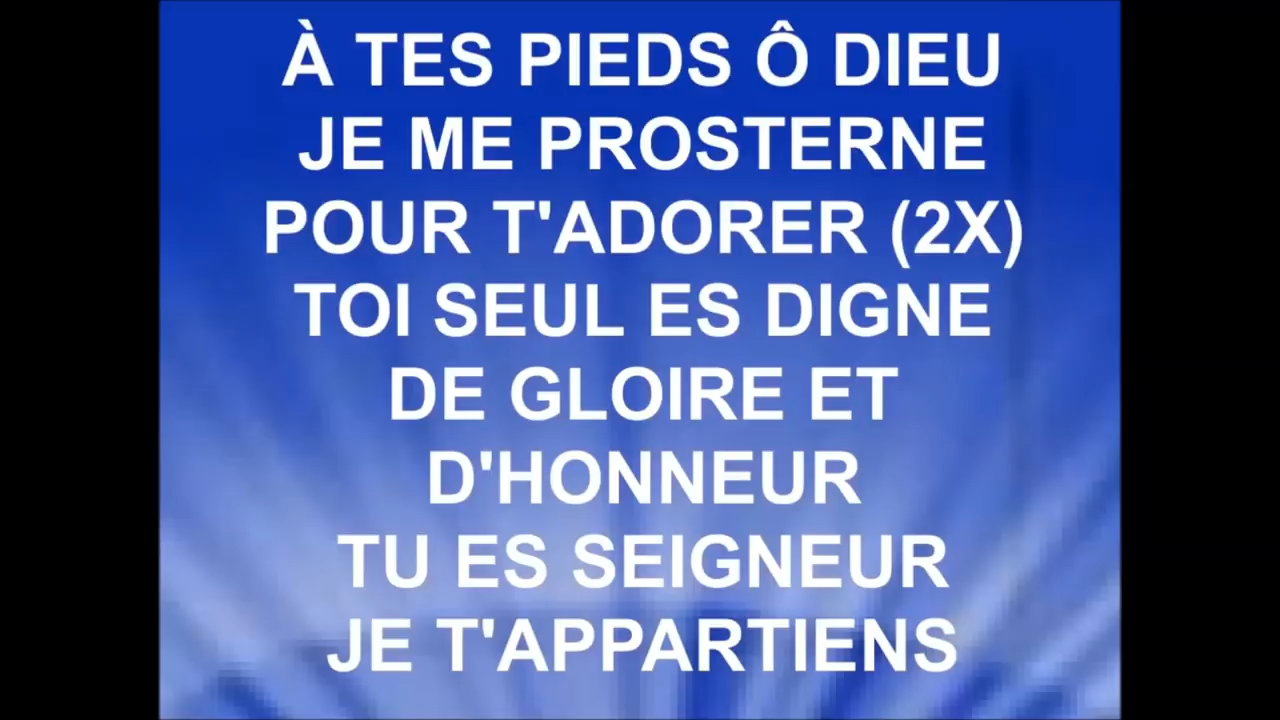 À TES PIEDS Ô DIEU
JE ME PROSTERNE
POUR T'ADORER (2X)
TOI SEUL ES DIGNE
DE GLOIRE ET
D'HONNEUR
TU ES SEIGNEUR
JE T'APPARTIENS